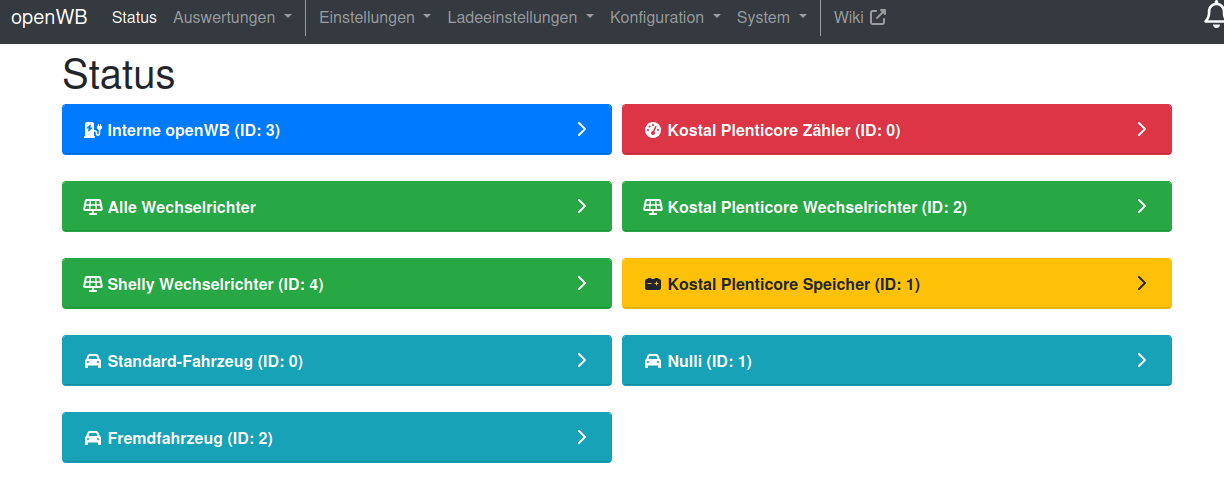 openWB Status Auswertungen Einstellungen Ladeeinstellungen Konfiguration System Wiki
Status
Interne openWB (ID: 3)
Kostal Plenticore Zähler (ID: 0)
Alle Wechselrichter
Kostal Plenticore Wechselrichter (ID: 2)
Shelly Wechselrichter (ID: 4)
Kostal Plenticore Speicher (ID: 1)
Standard-Fahrzeug (ID: 0)
Nulli (ID: 1)
Fremdfahrzeug (ID: 2)